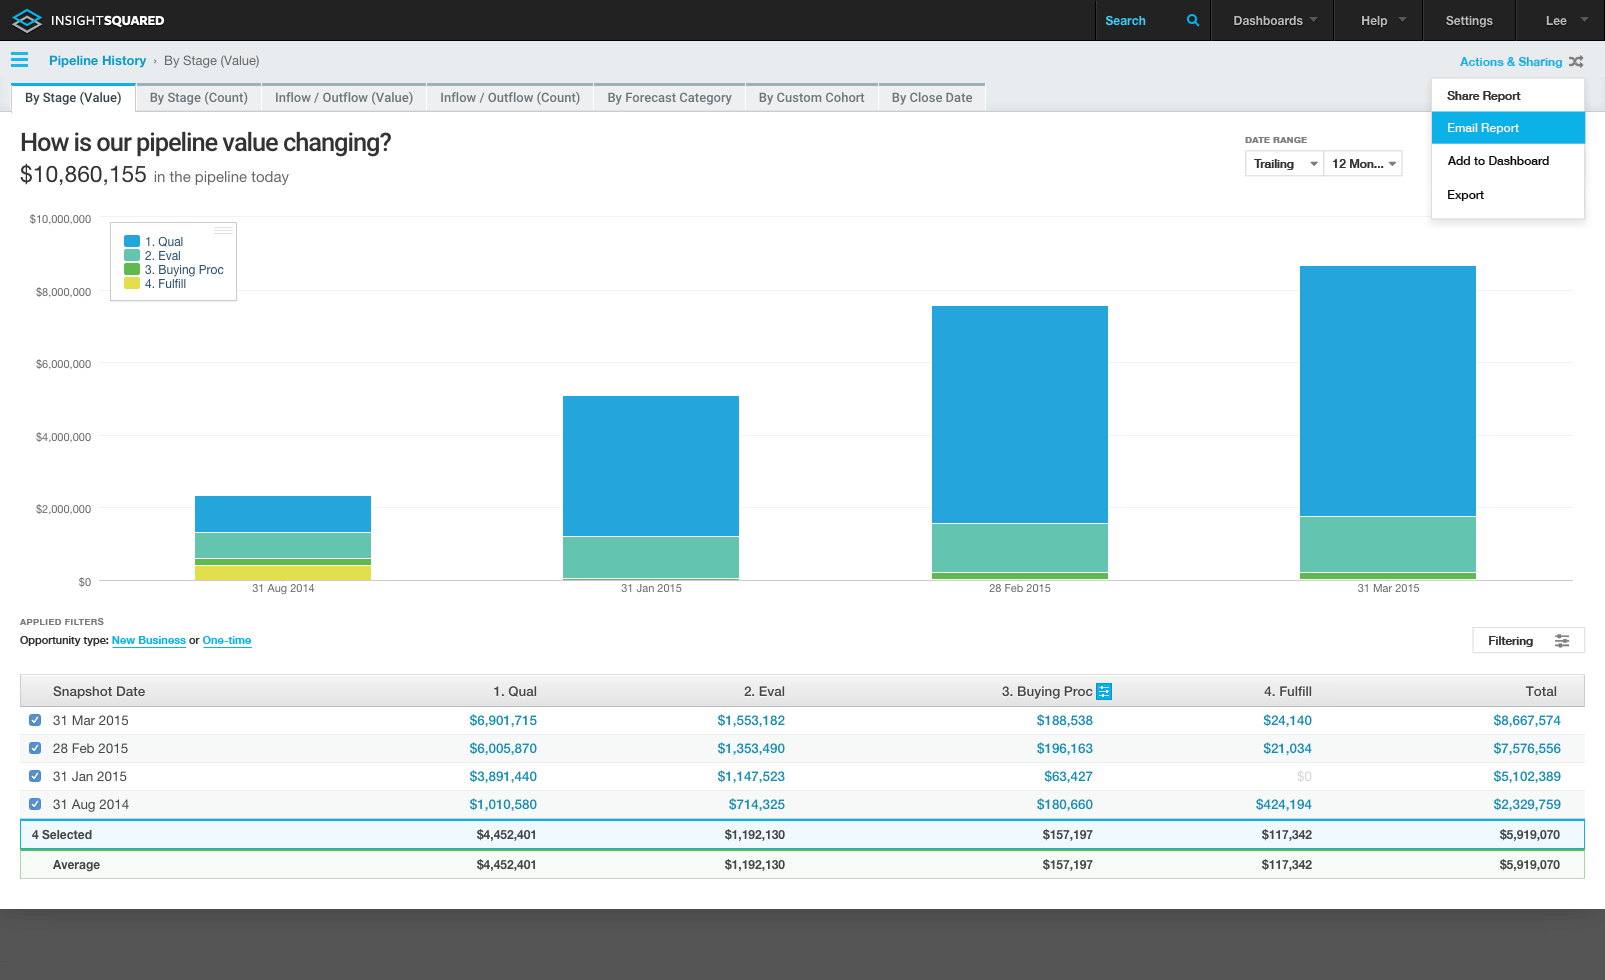 INSIGHTSQUARED
Search
Dashboards
Help
Settings
Lee
Pipeline History › By Stage (Value)
Actions & Sharing
By Stage (Value)
By Stage (Count)
Inflow / Outflow (Value)
Inflow / Outflow (Count)
By Forecast Category
By Custom Cohort
By Close Date
Share Report
Email Report
Add to Dashboard
Export
How is our pipeline value changing?
$10,860,155 in the pipeline today
DATE RANGE
Trailing
12 Mon...
$10,000,000
$8,000,000
$6,000,000
$4,000,000
$2,000,000
$0
1. Qual
2. Eval
3. Buying Proc
4. Fulfill
31 Aug 2014
31 Jan 2015
28 Feb 2015
31 Mar 2015
APPLIED FILTERS
Opportunity type: New Business or One-time
Filtering
Snapshot Date 1. Qual 2. Eval 3. Buying Proc 4. Fulfill Total
31 Mar 2015 $6,901,715 $1,553,182 $188,538 $24,140 $8,667,574
28 Feb 2015 $6,005,870 $1,353,490 $196,163 $21,034 $7,576,556
31 Jan 2015 $3,891,440 $1,147,523 $63,427 $0 $5,102,389
31 Aug 2014 $1,010,580 $714,325 $180,660 $424,194 $2,329,759
4 Selected $4,452,401 $1,192,130 $157,197 $117,342 $5,919,070
Average $4,452,401 $1,192,130 $157,197 $117,342 $5,919,070